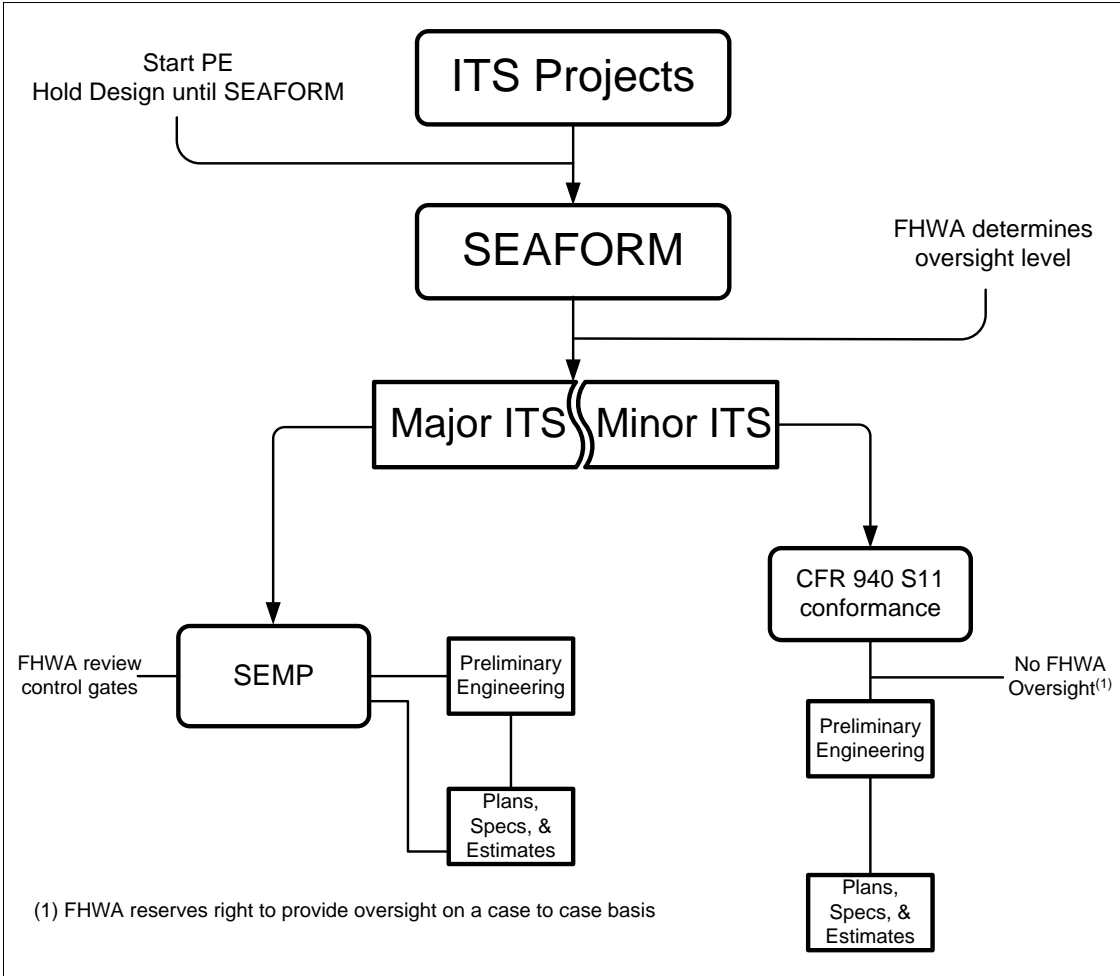 ITS Projects
Start PE
Hold Design until SEAFORM
SEAFORM
FHWA determines
oversight level
Major ITS
Minor ITS
CFR 940 S11
conformance
FHWA review
control gates
SEMP
Preliminary
Engineering
No FHWA
Oversight(1)
Preliminary
Engineering
Plans,
Specs, &
Estimates
Plans,
Specs, &
Estimates
(1) FHWA reserves right to provide oversight on a case to case basis